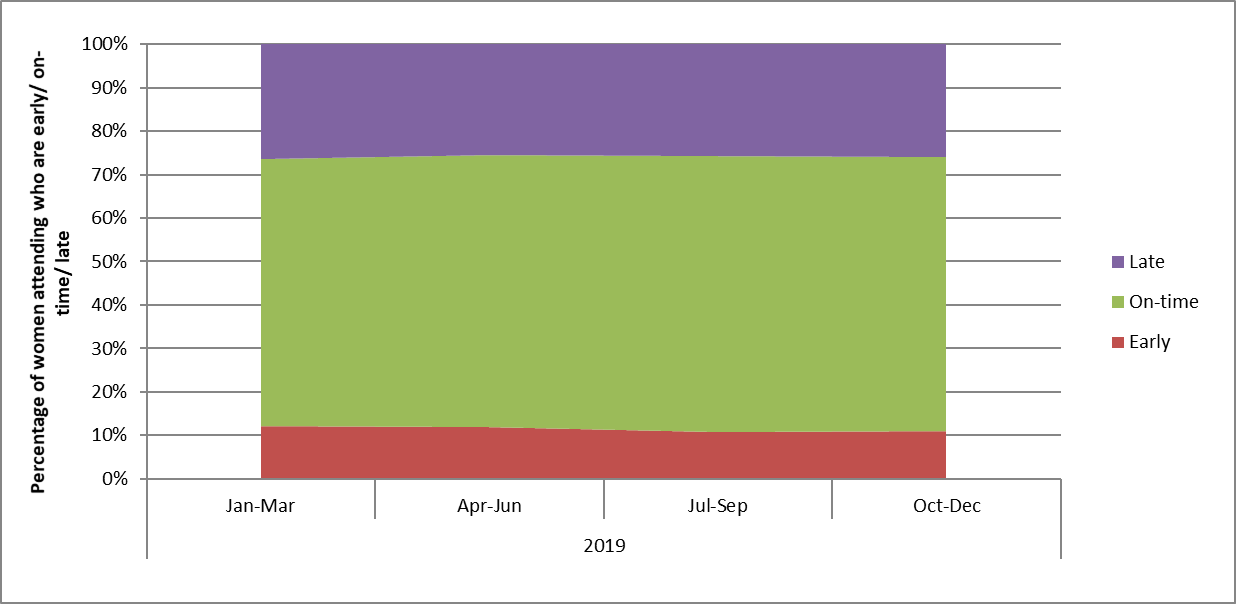 Percentage of women attending who are early/ on-
time/ late
100%
90%
80%
70%
60%
50%
40%
30%
20%
10%
0%
Jan-Mar
Apr-Jun
Jul-Sep
Oct-Dec
2019
Late
On-time
Early